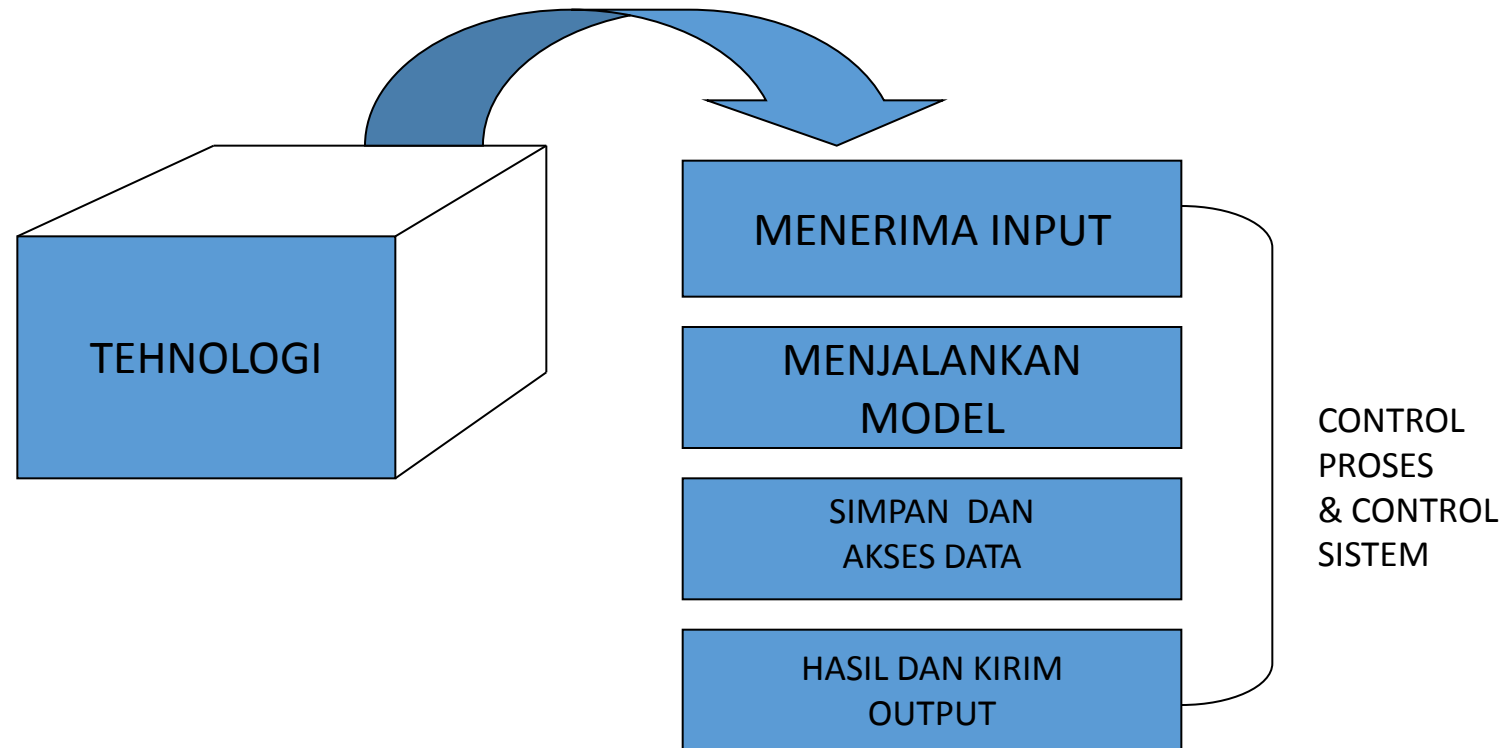 TEHNOLOGI
MENERIMA INPUT
MENJALANKAN
MODEL
SIMPAN DAN
AKSES DATA
HASIL DAN KIRIM
OUTPUT
CONTROL
PROSES
& CONTROL
SISTEM